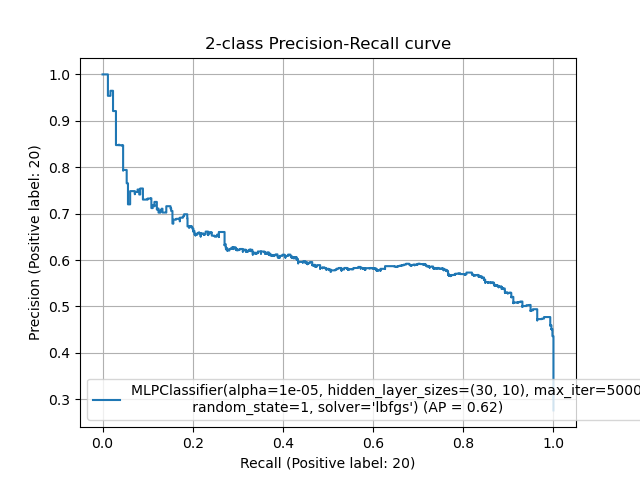 2-class Precision-Recall curve
1.0
0.9
0.8
0.7
0.6
0.5
0.4
0.3
Precision (Positive label: 20)
MLPClassifier(alpha=1e-05, hidden_layer_sizes=(30, 10), max_iter=5000
random_state=1, solver='lbfgs') (AP = 0.62)
0.0 0.2 0.4 0.6 0.8 1.0
Recall (Positive label: 20)